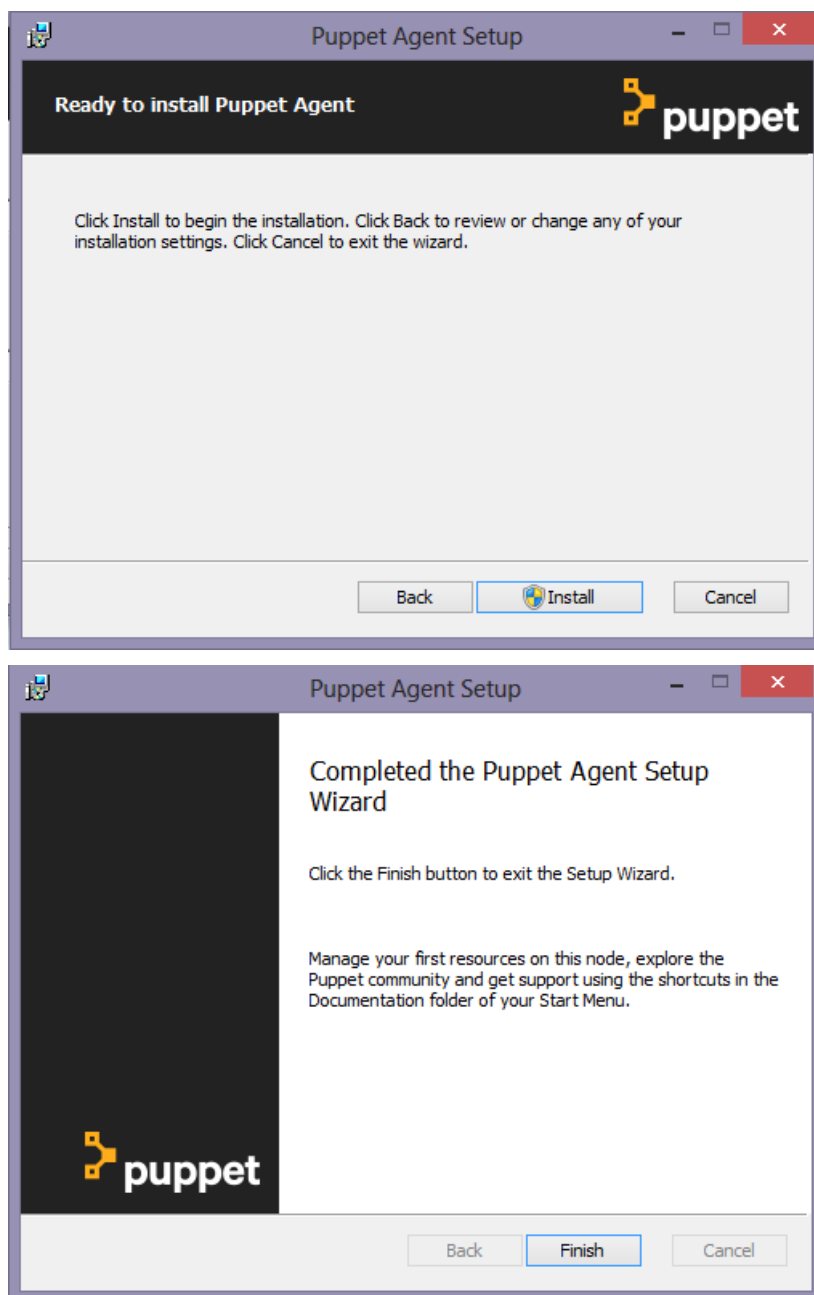 Puppet Agent Setup
Ready to install Puppet Agent
puppet
Click Install to begin the installation. Click Back to review or change any of your
installation settings. Click Cancel to exit the wizard.
Back
Install
Cancel
Puppet Agent Setup
Completed the Puppet Agent Setup
Wizard
Click the Finish button to exit the Setup Wizard.
Manage your first resources on this node, explore the
Puppet community and get support using the shortcuts in the
Documentation folder of your Start Menu.
puppet
Back
Finish
Cancel